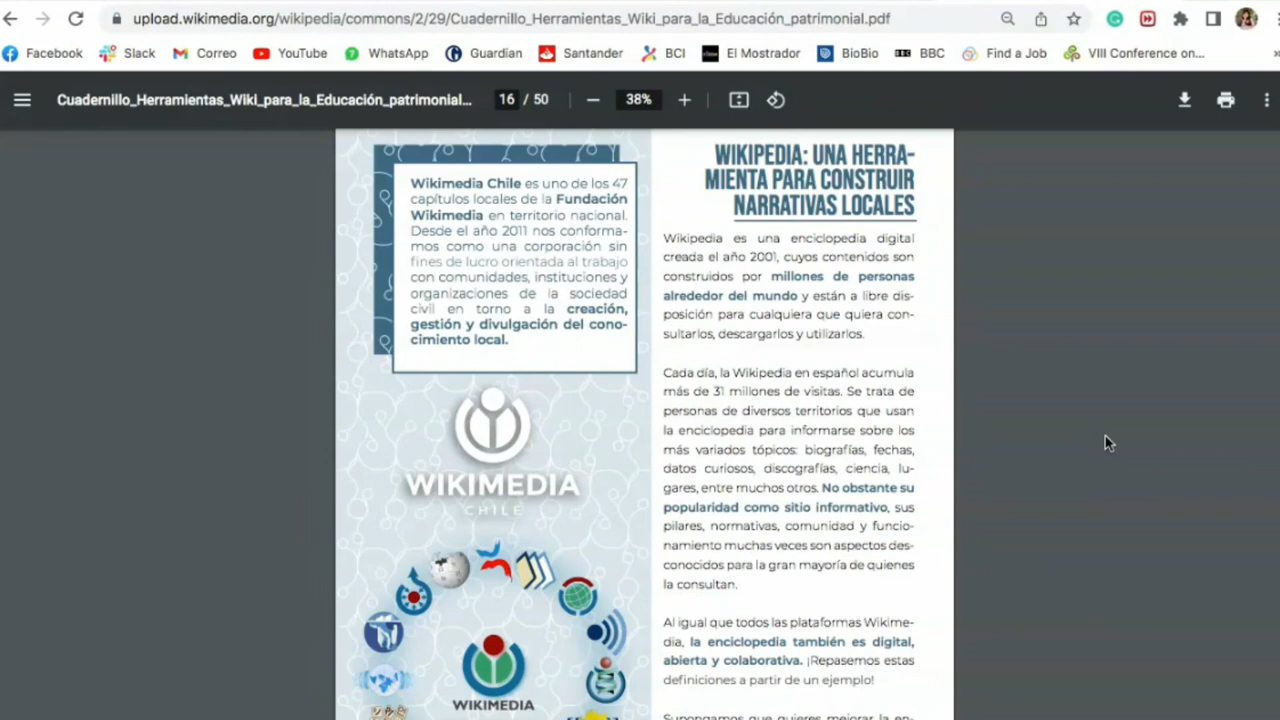 upload.wikimedia.org/wikipedia/commons/2/29/Cuadernillo_Herramientas_Wiki_para_la_Educación_patrimonial.pdf
Facebook Slack Correo YouTube WhatsApp Guardian Santander BCI El Mostrador BioBio BBC BBC Find a Job VIII Conference on...
Cuadernillo_Herramientas_Wiki_para_la_Educación_patrimonial... 16 / 50 38%
Wikimedia Chile es uno de los 47
capítulos locales de la Fundación
Wikimedia en territorio nacional.
Desde el año 2011 nos conforma-
mos como una corporación sin
fines de lucro orientada al trabajo
con comunidades, instituciones y
organizaciones de la sociedad
civil en torno a la creación,
gestión y divulgación del cono-
cimiento local.
WIKIMEDIA
CHILE
WIKIMEDIA
WIKIPEDIA: UNA HERRA-
MIENTA PARA CONSTRUIR
NARRATIVAS LOCALES
Wikipedia es una enciclopedia digital
creada el año 2001, cuyos contenidos son
construidos por millones de personas
alrededor del mundo y están a libre dis-
posición para cualquiera que quiera con-
sultarlos, descargarlos y utilizarlos.
Cada día, la Wikipedia en español acumula
más de 31 millones de visitas. Se trata de
personas de diversos territorios que usan
la enciclopedia para informarse sobre los
más variados tópicos: biografías, fechas,
datos curiosos, discografías, ciencia, lu-
gares, entre muchos otros. No obstante su
popularidad como sitio informativo, sus
pilares, normativas, comunidad y funcio-
namiento muchas veces son aspectos des-
conocidos para la gran mayoría de quienes
la consultan.
Al igual que todos las plataformas Wikime-
dia, la enciclopedia también es digital,
abierta y colaborativa. ¡Repasemos estas
definiciones a partir de un ejemplo!
Supongamos que quieres mejorar la en-